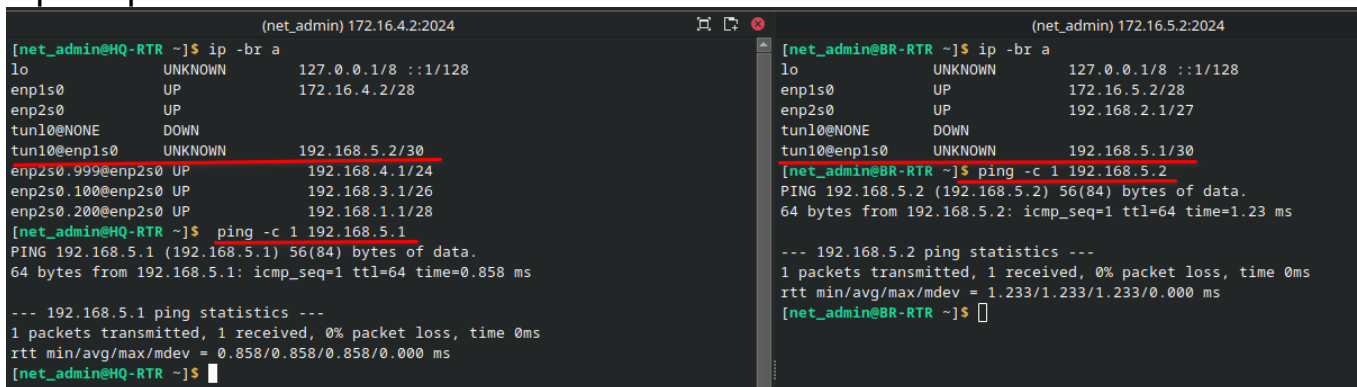 (net_admin) 172.16.4.2:2024
[net_admin@HQ-RTR ~]$ ip -br a
lo UNKNOWN 127.0.0.1/8 ::1/128
enp1s0 UP 172.16.4.2/28
enp2s0 UP
tunl0@NONE DOWN
tun10@enp1s0 UNKNOWN 192.168.5.2/30
enp2s0.999@enp2s0 UP 192.168.4.1/24
enp2s0.100@enp2s0 UP 192.168.3.1/26
enp2s0.200@enp2s0 UP 192.168.1.1/28
[net_admin@HQ-RTR ~]$ ping -c 1 192.168.5.1
PING 192.168.5.1 (192.168.5.1) 56(84) bytes of data.
64 bytes from 192.168.5.1: icmp_seq=1 ttl=64 time=0.858 ms
--- 192.168.5.1 ping statistics ---
1 packets transmitted, 1 received, 0% packet loss, time 0ms
rtt min/avg/max/mdev = 0.858/0.858/0.858/0.000 ms
[net_admin@HQ-RTR ~]$
(net_admin) 172.16.5.2:2024
[net_admin@BR-RTR ~]$ ip -br a
lo UNKNOWN 127.0.0.1/8 ::1/128
enp1s0 UP 172.16.5.2/28
enp2s0 UP 192.168.2.1/27
tunl0@NONE DOWN
tun10@enp1s0 UNKNOWN 192.168.5.1/30
[net_admin@BR-RTR ~]$ ping -c 1 192.168.5.2
PING 192.168.5.2 (192.168.5.2) 56(84) bytes of data.
64 bytes from 192.168.5.2: icmp_seq=1 ttl=64 time=1.23 ms
--- 192.168.5.2 ping statistics ---
1 packets transmitted, 1 received, 0% packet loss, time 0ms
rtt min/avg/max/mdev = 1.233/1.233/1.233/0.000 ms
[net_admin@BR-RTR ~]$